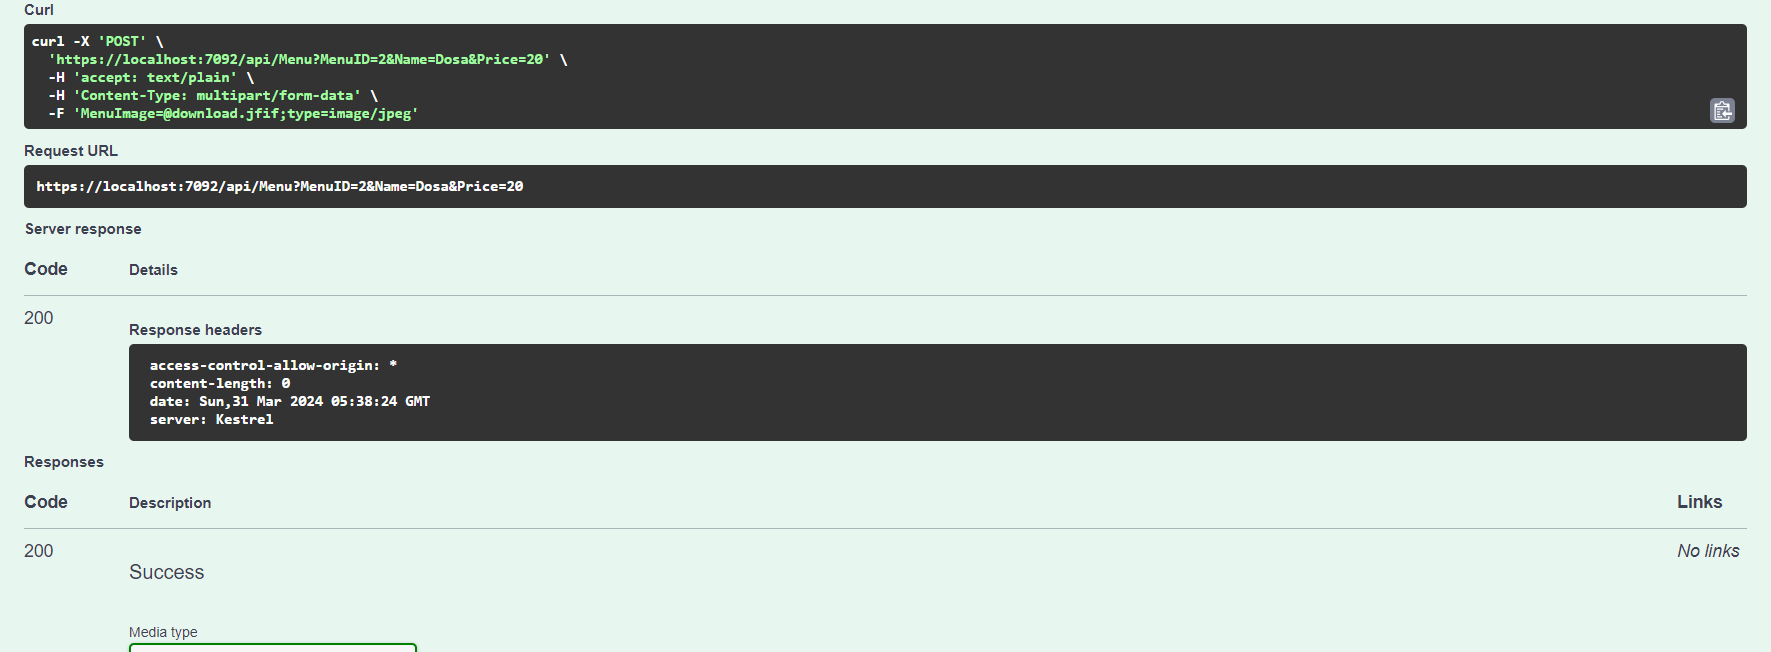 Curl
curl -X 'POST' \
'https://localhost:7092/api/Menu?MenuID=2&Name=Dosa&Price=20' \
-H 'accept: text/plain' \
-H 'Content-Type: multipart/form-data' \
-F 'MenuImage=@download.jfif;type=image/jpeg'
Request URL
https://localhost:7092/api/Menu?MenuID=2&Name=Dosa&Price=20
Server response
Code Details
200
Response headers
access-control-allow-origin: *
content-length: 0
date: Sun,31 Mar 2024 05:38:24 GMT
server: Kestrel
Responses
Code Description Links
200 No links
Success
Media type